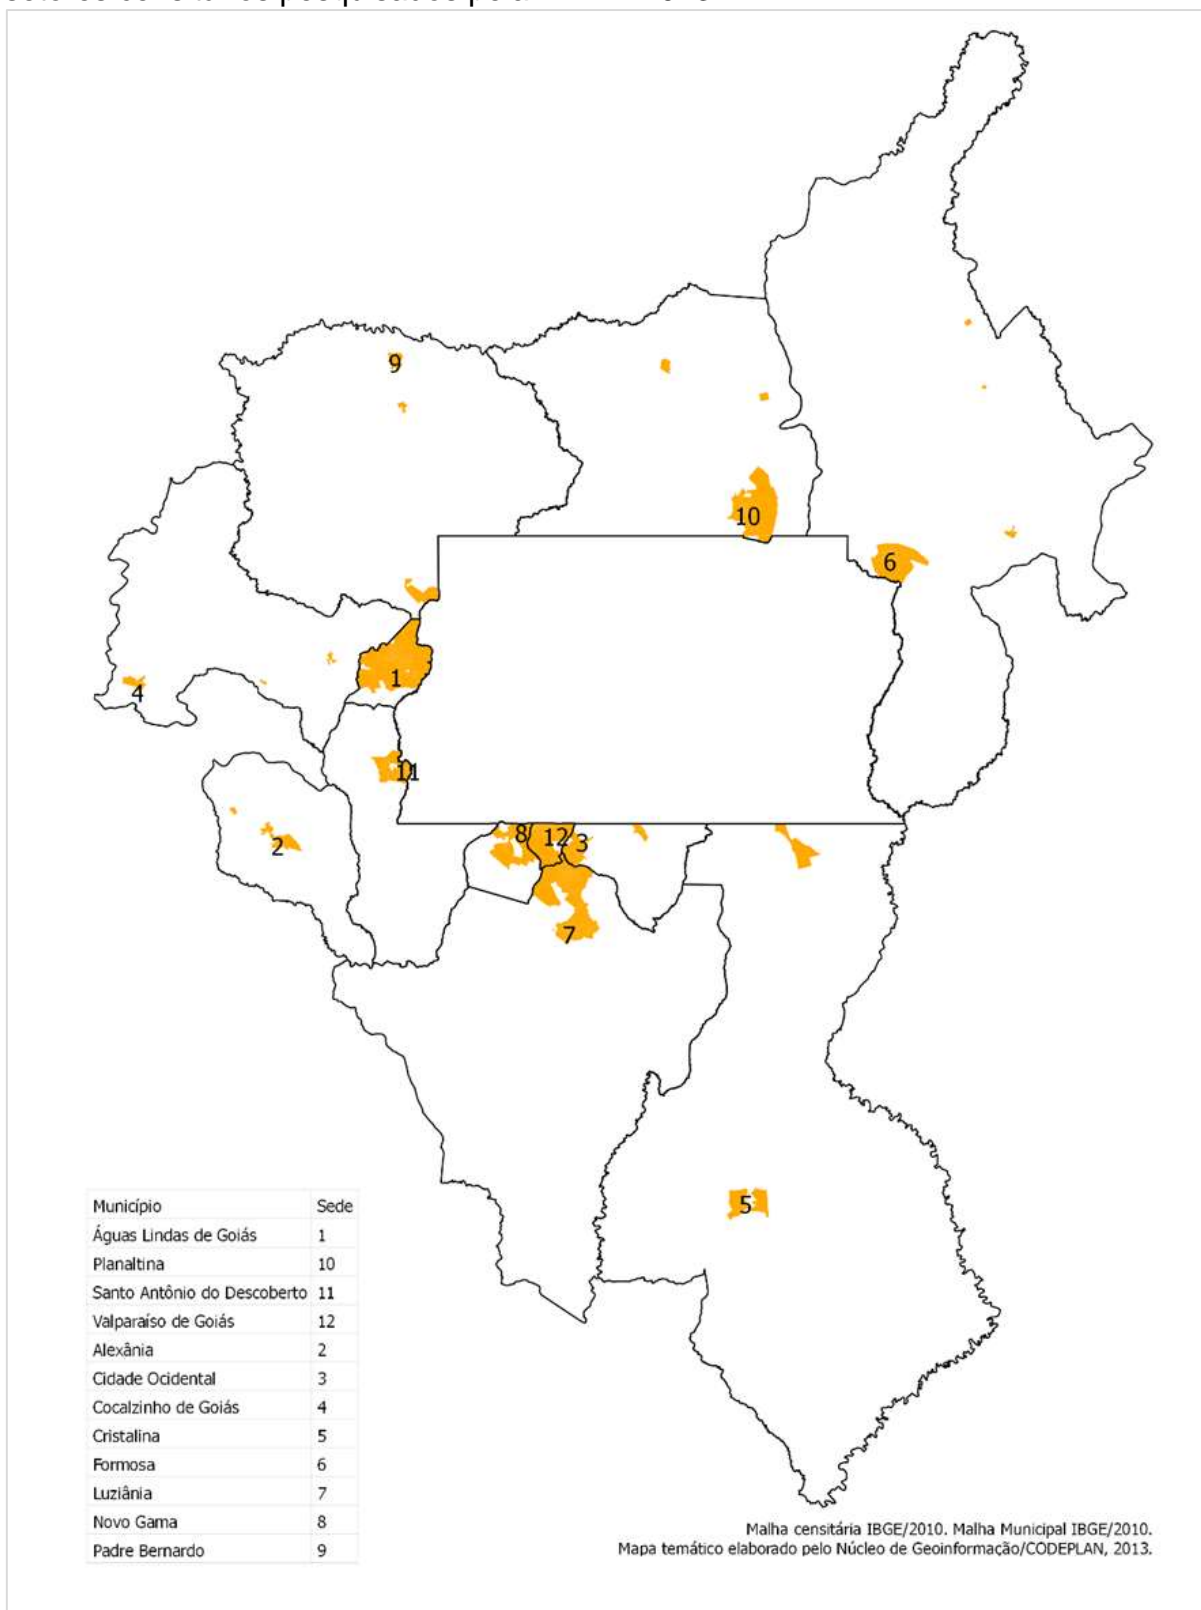 9
10
6
1
4
11
2
8
12
3
7
5
Município Sede
Águas Lindas de Goiás 1
Planaltina 10
Santo Antônio do Descoberto 11
Valparaíso de Goiás 12
Alexânia 2
Cidade Ocidental 3
Cocalzinho de Goiás 4
Cristalina 5
Formosa 6
Luziânia 7
Novo Gama 8
Padre Bernardo 9
Malha censitária IBGE/2010. Malha Municipal IBGE/2010.
Mapa temático elaborado pelo Núcleo de Geoinformação/CODEPLAN, 2013.